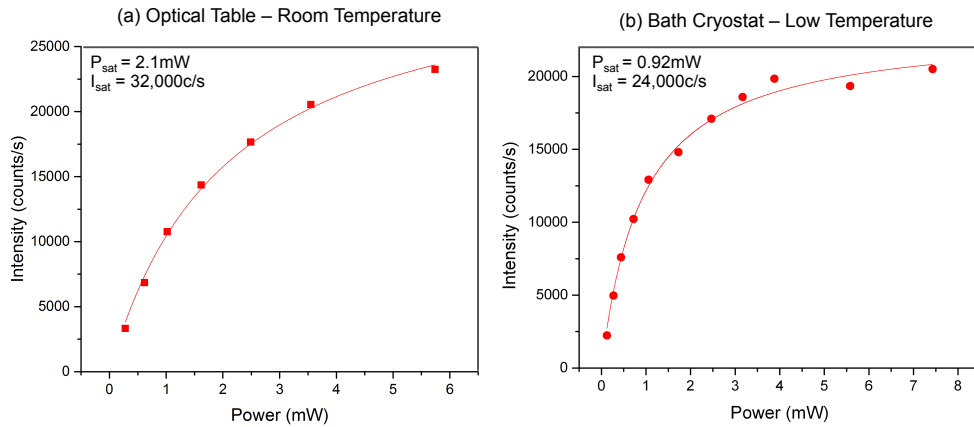 (a) Optical Table – Room Temperature
P_sat = 2.1mW
I_sat = 32,000c/s
25000
20000
15000
10000
5000
0
Intensity (counts/s)
0 1 2 3 4 5 6
Power (mW)
(b) Bath Cryostat – Low Temperature
P_sat = 0.92mW
I_sat = 24,000c/s
20000
15000
10000
5000
0
Intensity (counts/s)
0 1 2 3 4 5 6 7 8
Power (mW)